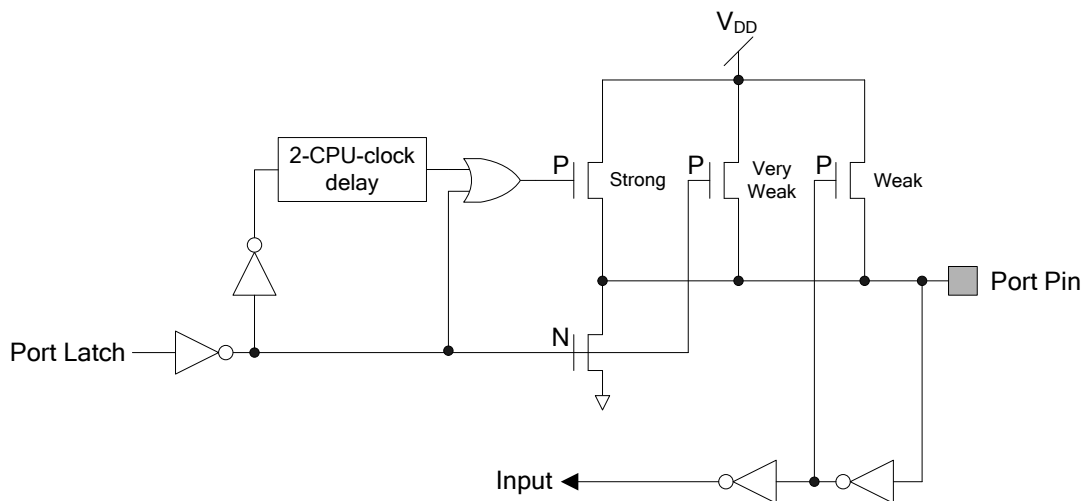 VDD
2-CPU-clock
delay
P
Strong
P
Very
Weak
P
Weak
Port Pin
N
Port Latch
Input